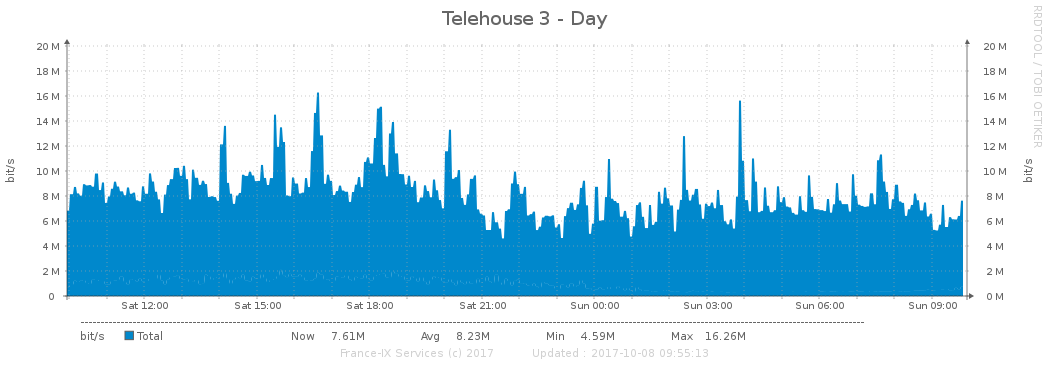 Telehouse 3 - Day
RRDTOOL / TOBI OETIKER
bit/s
20 M
18 M
16 M
14 M
12 M
10 M
8 M
6 M
4 M
2 M
0
20 M
18 M
16 M
14 M
12 M
10 M
8 M
6 M
4 M
2 M
0 M
bit/s
Sat 12:00 Sat 15:00 Sat 18:00 Sat 21:00 Sun 00:00 Sun 03:00 Sun 06:00 Sun 09:00
bit/s Total Now 7.61M Avg 8.23M Min 4.59M Max 16.26M
France-IX Services (c) 2017 Updated : 2017-10-08 09:55:13